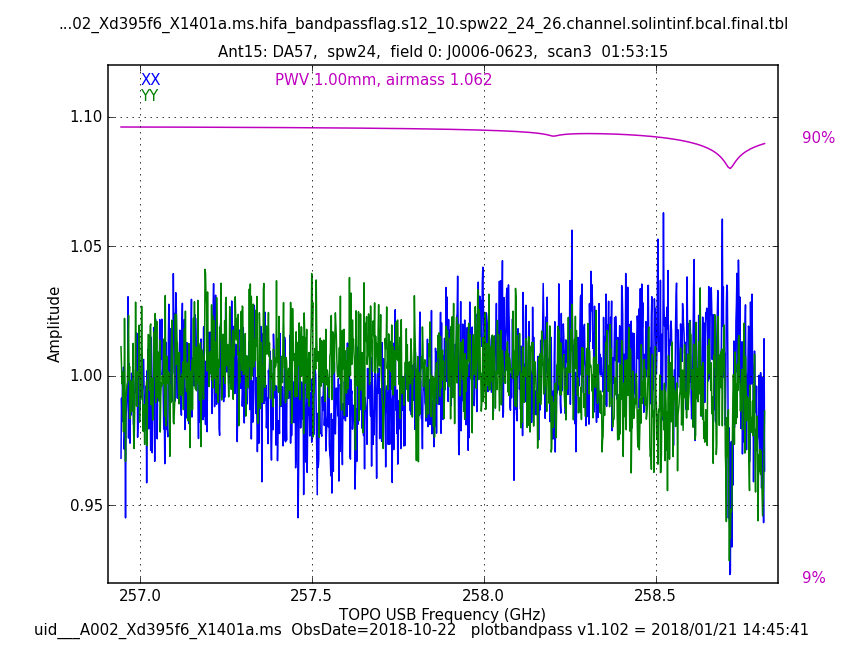 ...02_Xd395f6_X1401a.ms.hifa_bandpassflag.s12_10.spw22_24_26.channel.solintinf.bcal.final.tbl
Ant15: DA57,  spw24,  field 0: J0006-0623,  scan3  01:53:15
XX
YY
PWV 1.00mm, airmass 1.062
90%
9%
1.10
1.05
1.00
0.95
Amplitude
257.0
257.5
258.0
258.5
TOPO USB Frequency (GHz)
uid___A002_Xd395f6_X1401a.ms  ObsDate=2018-10-22   plotbandpass v1.102 = 2018/01/21 14:45:41